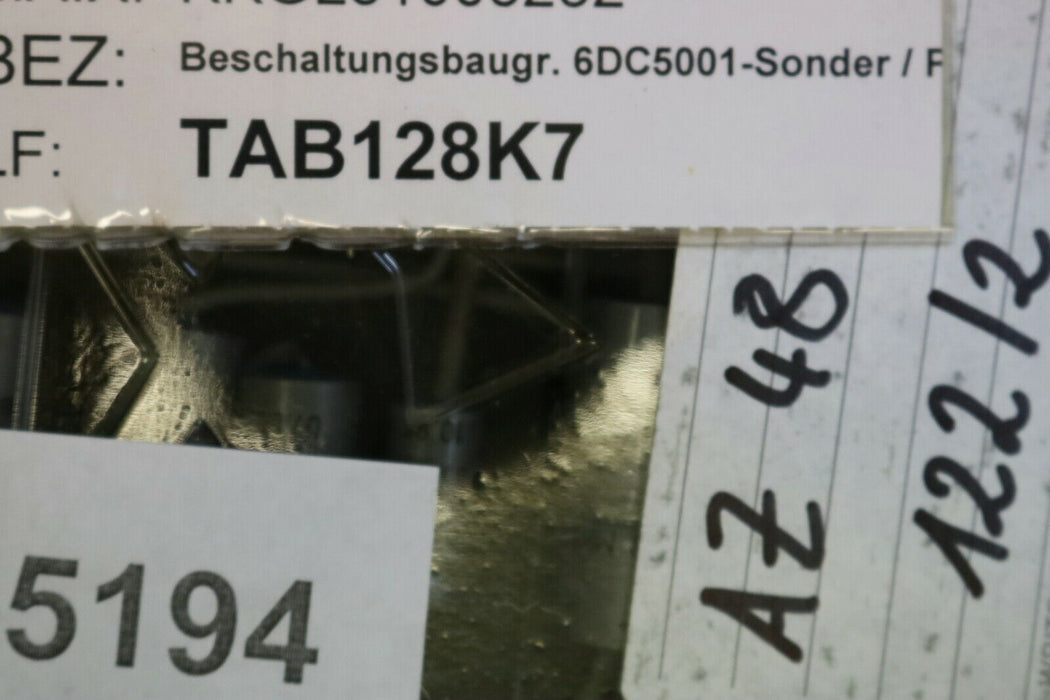 BEZ: Beschaltungsbaugr. 6DC5001-Sonder / F
LF: TAB128K7
5194
AZ 48
122/2